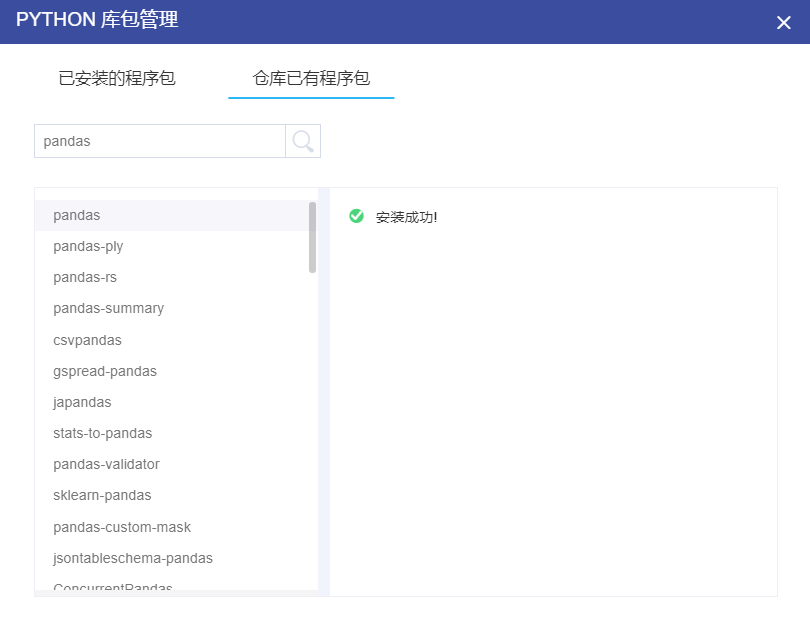 PYTHON 库包管理
已安装的程序包
仓库已有程序包
pandas
pandas
安装成功!
pandas-ply
pandas-rs
pandas-summary
csvpandas
gspread-pandas
japandas
stats-to-pandas
pandas-validator
sklearn-pandas
pandas-custom-mask
jsontableschema-pandas
ConcurrentPandas